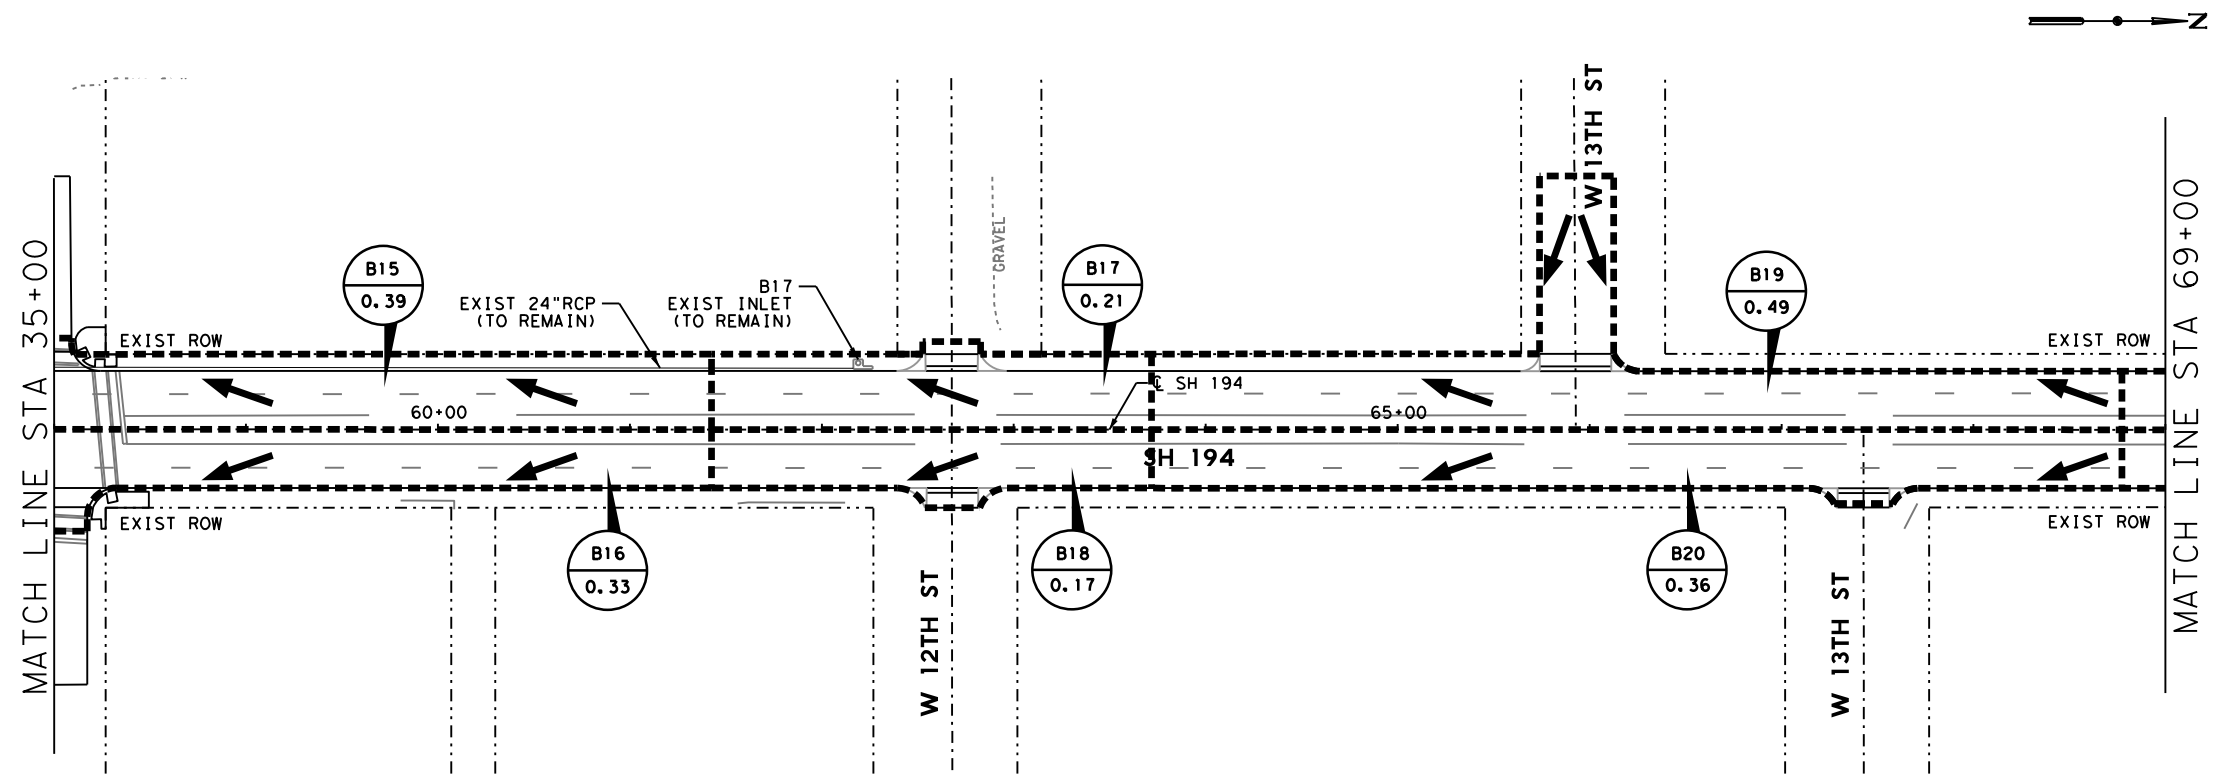 N
W 13TH ST
MATCH LINE STA 35+00
MATCH LINE STA 69+00
B15
0.39
B17
0.21
B19
0.49
GRAVEL
B17
EXIST 24"RCP
EXIST INLET
(TO REMAIN)
(TO REMAIN)
EXIST ROW
EXIST ROW
℄ SH 194
60+00
65+00
SH 194
EXIST ROW
EXIST ROW
B16
0.33
B18
0.17
B20
0.36
W 12TH ST
W 13TH ST